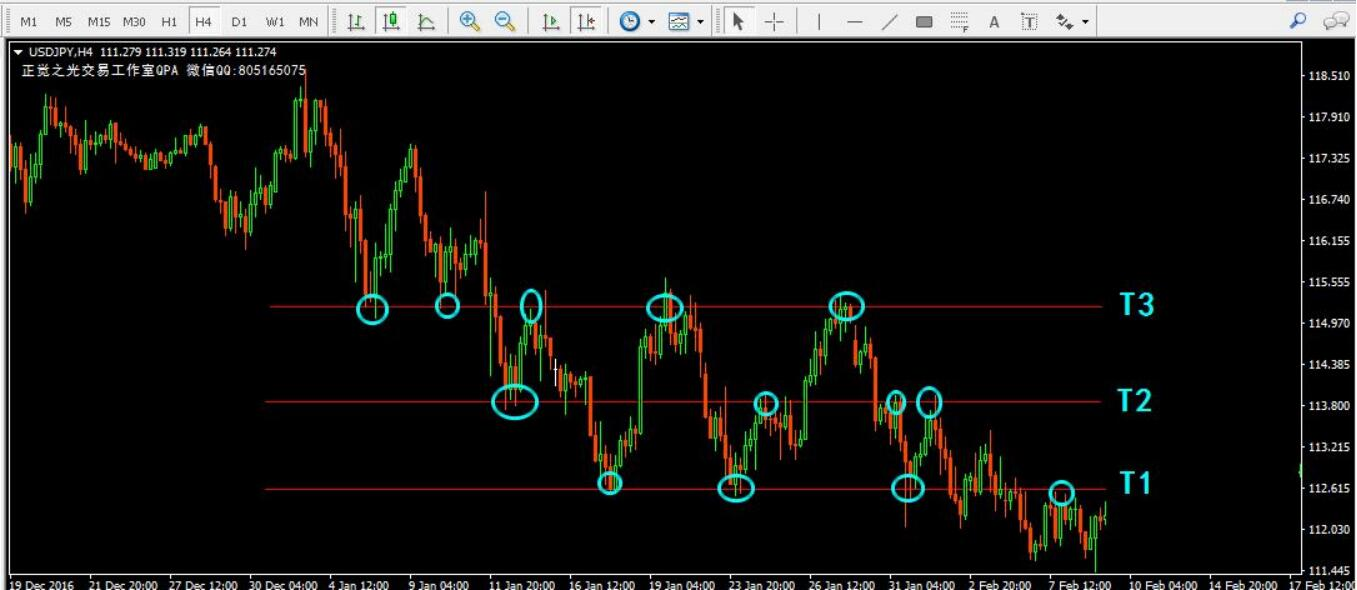 M1 M5 M15 M30 H1 H4 D1 W1 MN A T F
USDJPY,H4 111.279 111.319 111.264 111.274
正觉之光交易工作室QPA 微信QQ:805165075
118.510
117.910
117.325
116.740
116.155
115.555
T3
114.970
114.385
T2
113.800
113.215
T1
112.615
112.030
111.445
19 Dec 2016 21 Dec 20:00 27 Dec 12:00 30 Dec 04:00 4 Jan 12:00 9 Jan 04:00 11 Jan 20:00 16 Jan 12:00 19 Jan 04:00 23 Jan 20:00 26 Jan 12:00 31 Jan 04:00 2 Feb 20:00 7 Feb 12:00 10 Feb 04:00 14 Feb 20:00 17 Feb 12:00